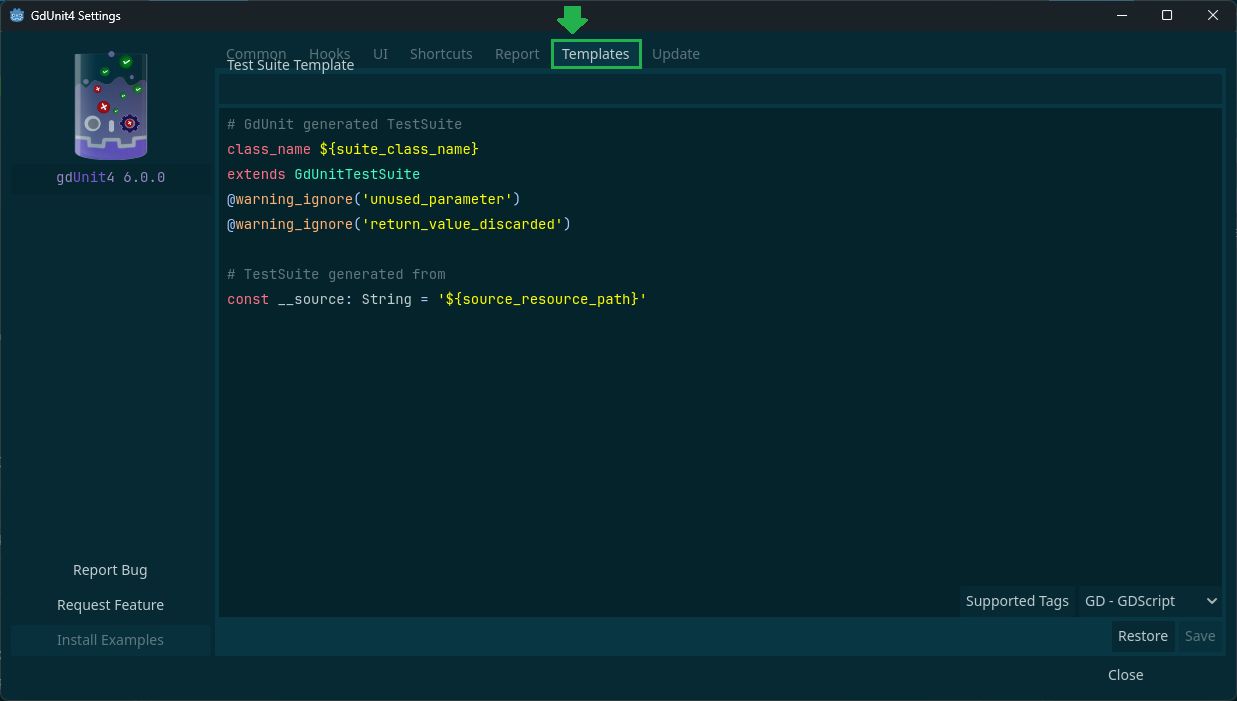 GdUnit4 Settings
Common Hooks UI Shortcuts Report Templates Update
Test Suite Template
# GdUnit generated TestSuite
class_name ${suite_class_name}
extends GdUnitTestSuite
@warning_ignore('unused_parameter')
@warning_ignore('return_value_discarded')
# TestSuite generated from
const __source: String = '${source_resource_path}'
gdUnit4 6.0.0
Report Bug
Request Feature
Install Examples
Supported Tags GD - GDScript
Restore Save
Close